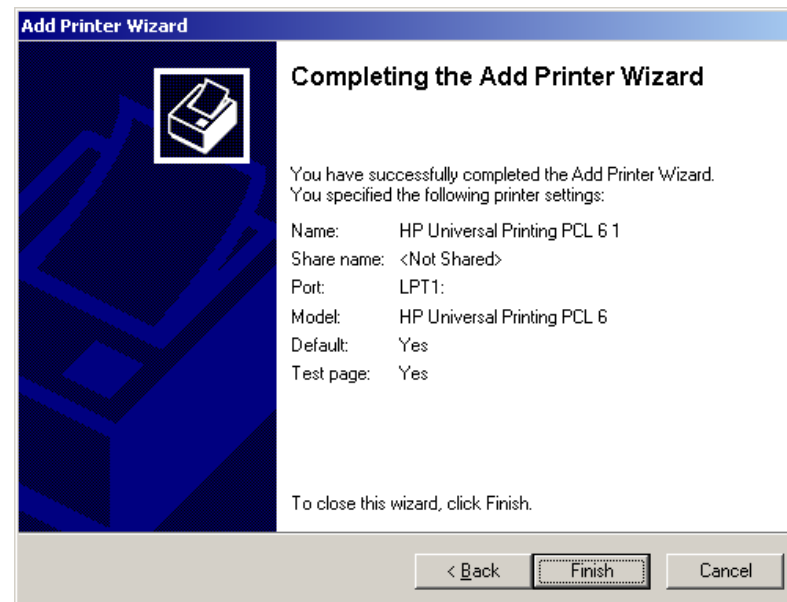 Add Printer Wizard
Completing the Add Printer Wizard
You have successfully completed the Add Printer Wizard.
You specified the following printer settings:
Name: HP Universal Printing PCL 6 1
Share name: <Not Shared>
Port: LPT1:
Model: HP Universal Printing PCL 6
Default: Yes
Test page: Yes
To close this wizard, click Finish.
< Back Finish Cancel